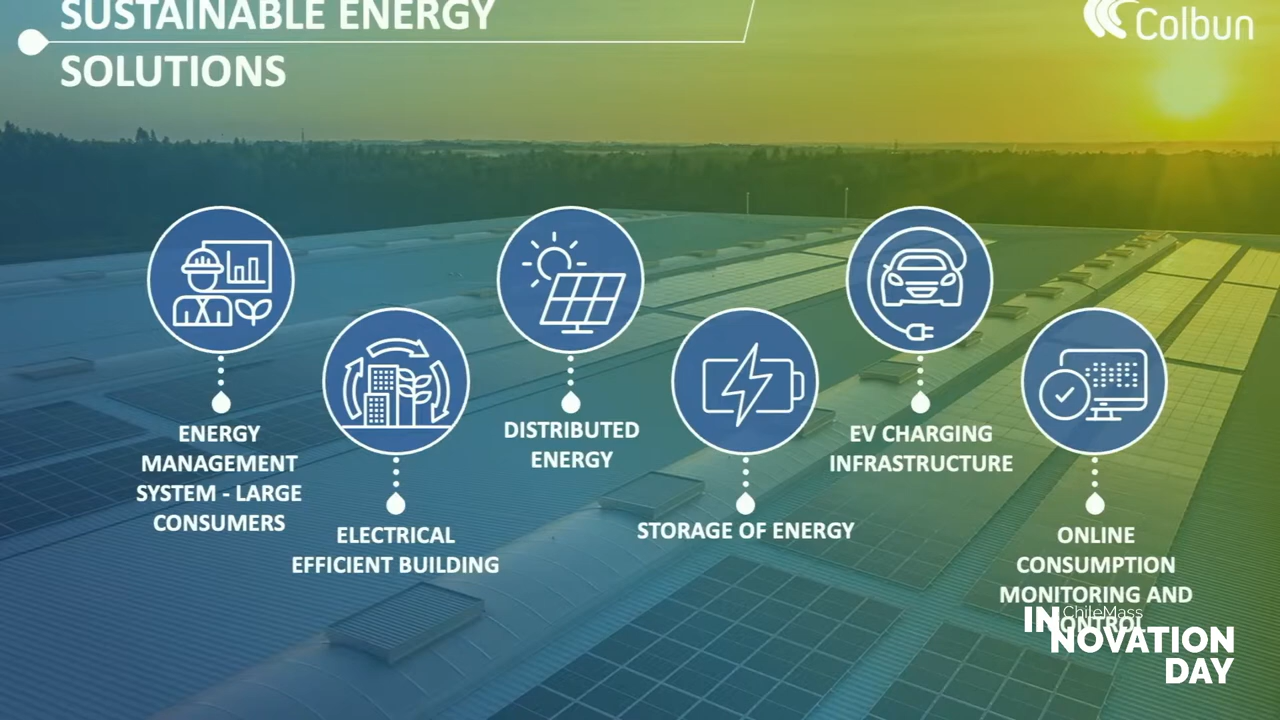 SUSTAINABLE ENERGY
SOLUTIONS
Colbun
ENERGY
MANAGEMENT
SYSTEM - LARGE
CONSUMERS
ELECTRICAL
EFFICIENT BUILDING
DISTRIBUTED
ENERGY
STORAGE OF ENERGY
EV CHARGING
INFRASTRUCTURE
ONLINE
CONSUMPTION
MONITORING AND
CONTROL
ChileMass
INNOVATION
DAY